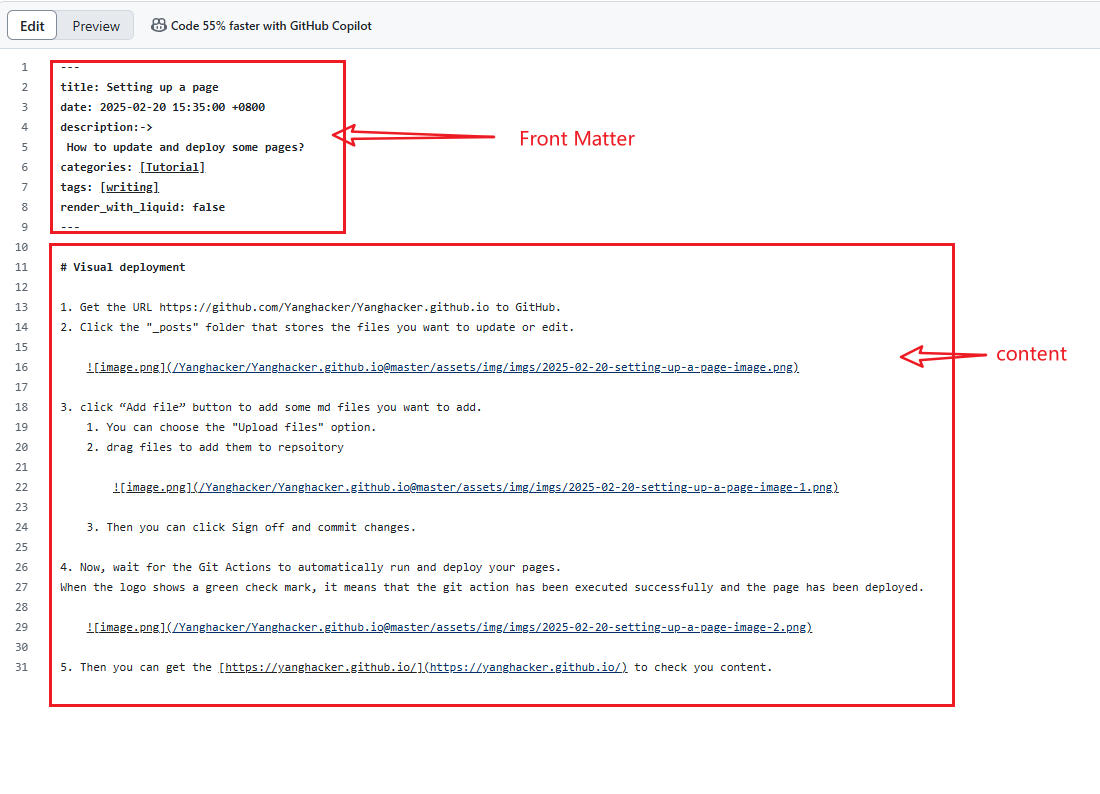 Edit Preview Code 55% faster with GitHub Copilot
1 ---
2 title: Setting up a page
3 date: 2025-02-20 15:35:00 +0800
4 description:->
Front Matter
5 How to update and deploy some pages?
6 categories: [Tutorial]
7 tags: [writing]
8 render_with_liquid: false
9 ---
10
11 # Visual deployment
12
13 1. Get the URL https://github.com/Yanghacker/Yanghacker.github.io to GitHub.
14 2. Click the "_posts" folder that stores the files you want to update or edit.
15
content
16 ![image.png](/Yanghacker/Yanghacker.github.io@master/assets/img/imgs/2025-02-20-setting-up-a-page-image.png)
17
18 3. click “Add file” button to add some md files you want to add.
19 1. You can choose the "Upload files" option.
20 2. drag files to add them to repsoitory
21
22 ![image.png](/Yanghacker/Yanghacker.github.io@master/assets/img/imgs/2025-02-20-setting-up-a-page-image-1.png)
23
24 3. Then you can click Sign off and commit changes.
25
26 4. Now, wait for the Git Actions to automatically run and deploy your pages.
27 When the logo shows a green check mark, it means that the git action has been executed successfully and the page has been deployed.
28
29 ![image.png](/Yanghacker/Yanghacker.github.io@master/assets/img/imgs/2025-02-20-setting-up-a-page-image-2.png)
30
31 5. Then you can get the [https://yanghacker.github.io/](https://yanghacker.github.io/) to check you content.